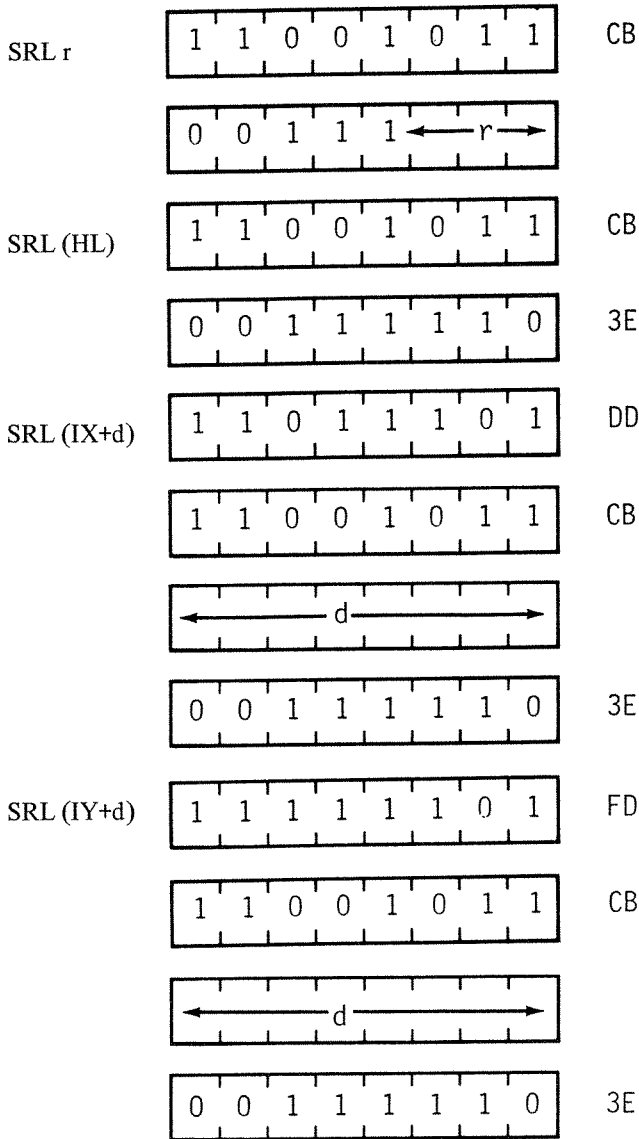 SRL r 1 1 0 0 1 0 1 1 CB
0 0 1 1 1 r
SRL (HL) 1 1 0 0 1 0 1 1 CB
0 0 1 1 1 1 1 0 3E
SRL (IX+d) 1 1 0 1 1 1 0 1 DD
1 1 0 0 1 0 1 1 CB
d
0 0 1 1 1 1 1 0 3E
SRL (IY+d) 1 1 1 1 1 1 0 1 FD
1 1 0 0 1 0 1 1 CB
d
0 0 1 1 1 1 1 0 3E